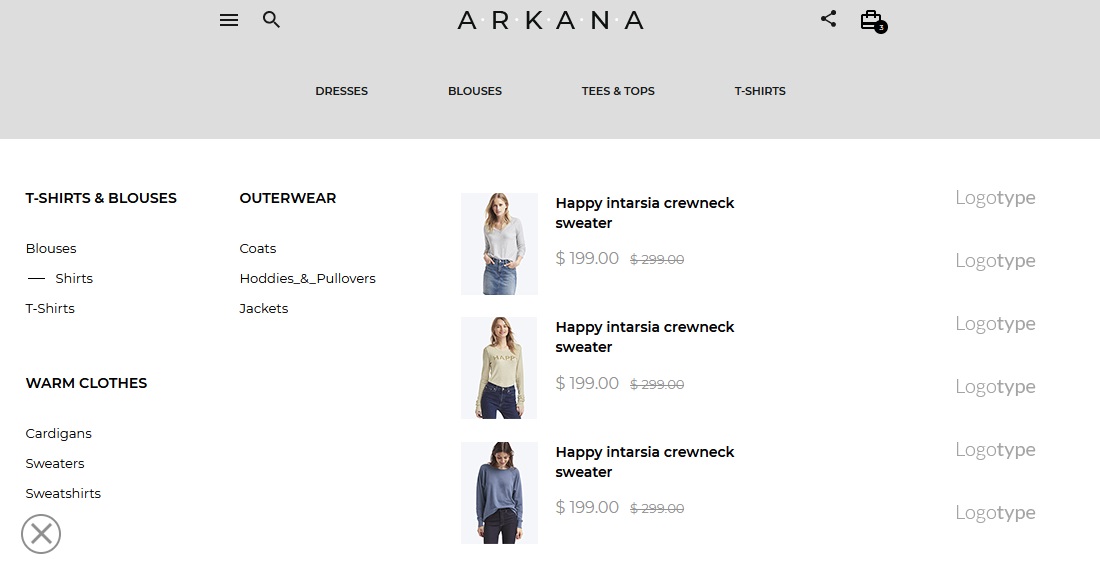 A·R·K·A·N·A
3
DRESSES BLOUSES TEES & TOPS T-SHIRTS
T-SHIRTS & BLOUSES
Blouses
Shirts
T-Shirts
WARM CLOTHES
Cardigans
Sweaters
Sweatshirts
OUTERWEAR
Coats
Hoddies_&_Pullovers
Jackets
Happy intarsia crewneck
sweater
$ 199.00 $ 299.00
HAPP
Happy intarsia crewneck
sweater
$ 199.00 $ 299.00
Happy intarsia crewneck
sweater
$ 199.00 $ 299.00
Logotype
Logotype
Logotype
Logotype
Logotype
Logotype